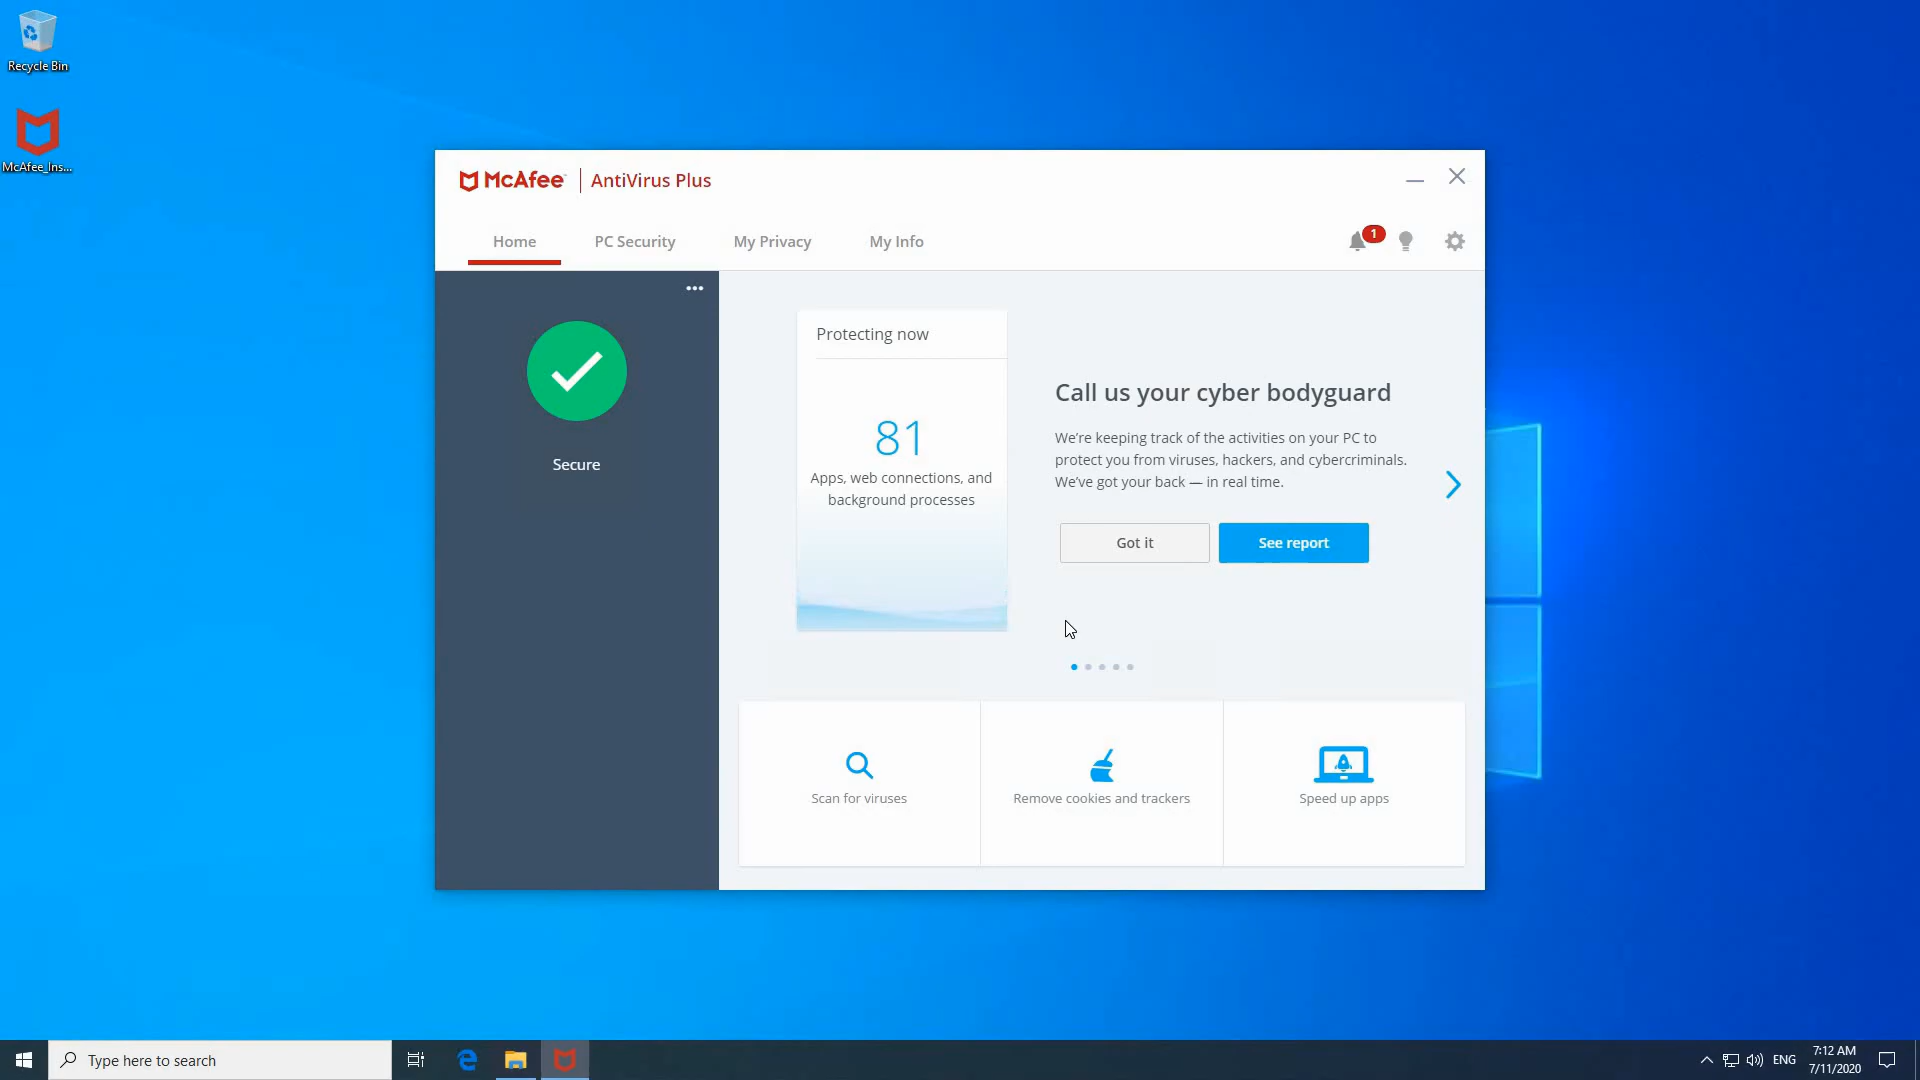 Recycle Bin
McAfee_Ins...
McAfee | AntiVirus Plus
Home
PC Security
My Privacy
My Info
1
Secure
Protecting now
81
Apps, web connections, and
background processes
Call us your cyber bodyguard
We’re keeping track of the activities on your PC to
protect you from viruses, hackers, and cybercriminals.
We’ve got your back — in real time.
Got it
See report
Scan for viruses
Remove cookies and trackers
Speed up apps
Type here to search
ENG
7:12 AM
7/11/2020